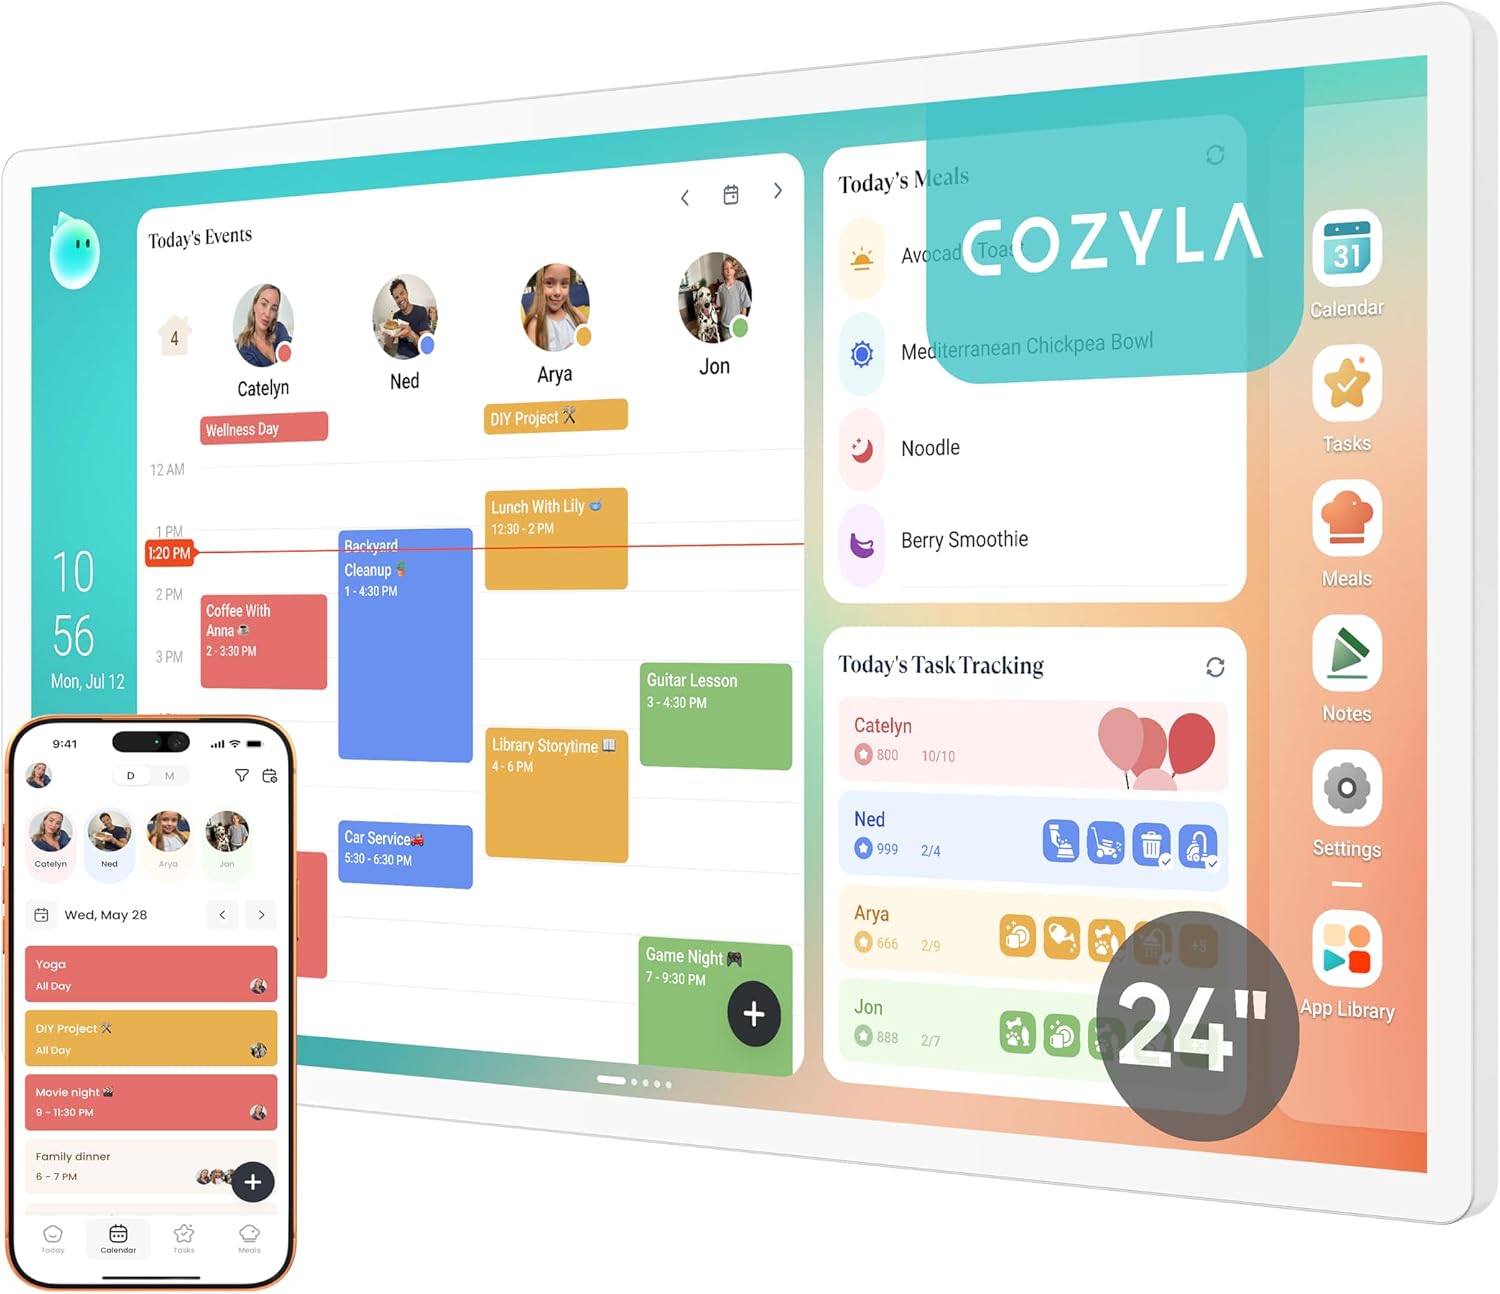 Today's Events
4
Catelyn
Ned
Arya
Jon
Wellness Day
DIY Project
12 AM
1 PM
1:20 PM
2 PM
3 PM
Lunch With Lily
12:30 - 2 PM
Backyard
Cleanup
1 - 4:30 PM
Coffee With
Anna
2 - 3:30 PM
Guitar Lesson
3 - 4:30 PM
Library Storytime
4 - 6 PM
Car Service
5:30 - 6:30 PM
Game Night
7 - 9:30 PM
+
10
56
Mon, Jul 12
Today's Meals
Avocado Toast
Mediterranean Chickpea Bowl
Noodle
Berry Smoothie
COZYLA
Today's Task Tracking
Catelyn
800 10/10
Ned
999 2/4
Arya
666 2/9
+5
Jon
888 2/7
24"
31
Calendar
Tasks
Meals
Notes
Settings
App Library
9:41
D M
Catelyn Ned Arya Jon
Wed, May 28
Yoga
All Day
DIY Project
All Day
Movie night
9 - 11:30 PM
Family dinner
6 - 7 PM
+
Today Calendar Tasks Meals